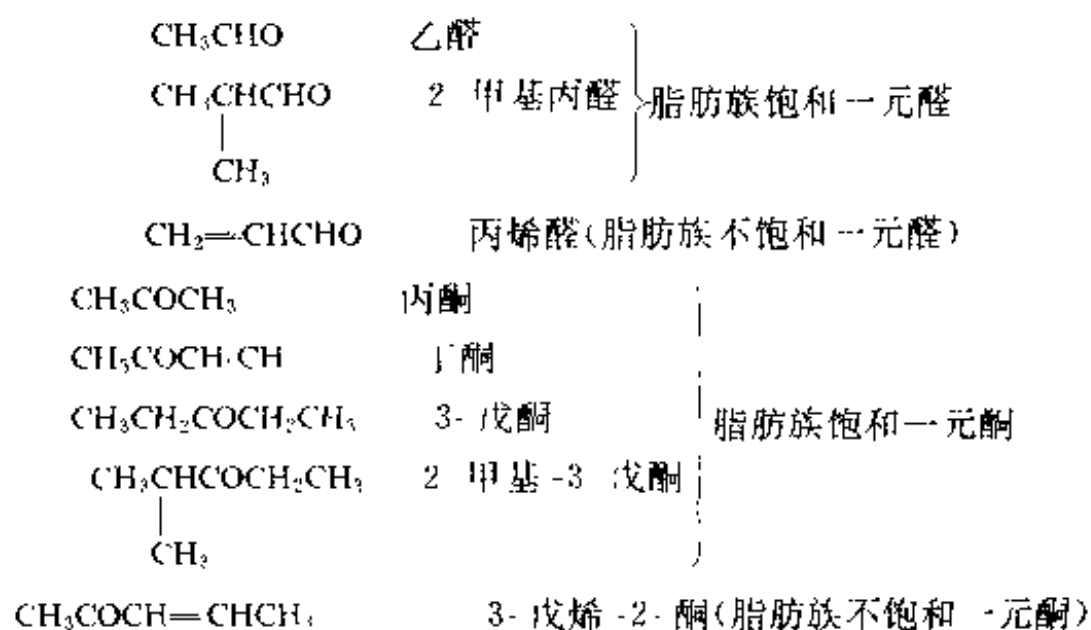 CH₃CHO 乙醛
CH₃CHCHO 2 甲基丙醛 脂肪族饱和一元醛
CH₃
CH₂=CHCHO 丙烯醛(脂肪族不饱和一元醛)
CH₃COCH₃ 丙酮
CH₃COCH CH 丁酮
CH₃CH₂COCH₂CH₃ 3-戊酮 脂肪族饱和一元酮
CH₃CHCOCH₂CH₃ 2 甲基-3 戊酮
CH₃
CH₃COCH=CHCH₃ 3-戊烯-2-酮(脂肪族不饱和一元酮)